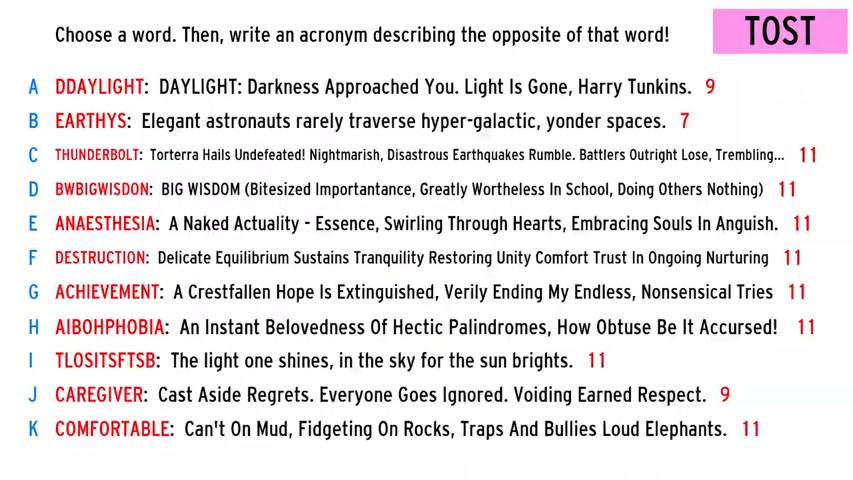 Choose a word. Then, write an acronym describing the opposite of that word!
TOST
A DDAYLIGHT: DAYLIGHT: Darkness Approached You. Light Is Gone, Harry Tunkins. 9
B EARTHYS: Elegant astronauts rarely traverse hyper-galactic, yonder spaces. 7
C THUNDERBOLT: Torterra Hails Undefeated! Nightmarish, Disastrous Earthquakes Rumble. Battlers Outright Lose, Trembling... 11
D BWBIGWISDON: BIG WISDOM (Bitesized Importantance, Greatly Wortheless In School, Doing Others Nothing) 11
E ANAESTHESIA: A Naked Actuality - Essence, Swirling Through Hearts, Embracing Souls In Anguish. 11
F DESTRUCTION: Delicate Equilibrium Sustains Tranquility Restoring Unity Comfort Trust In Ongoing Nurturing 11
G ACHIEVEMENT: A Crestfallen Hope Is Extinguished, Verily Ending My Endless, Nonsensical Tries 11
H AIBOHPHOBIA: An Instant Belovedness Of Hectic Palindromes, How Obtuse Be It Accursed! 11
I TLOSITSFTSB: The light one shines, in the sky for the sun brights. 11
J CAREGIVER: Cast Aside Regrets. Everyone Goes Ignored. Voiding Earned Respect. 9
K COMFORTABLE: Can't On Mud, Fidgeting On Rocks, Traps And Bullies Loud Elephants. 11